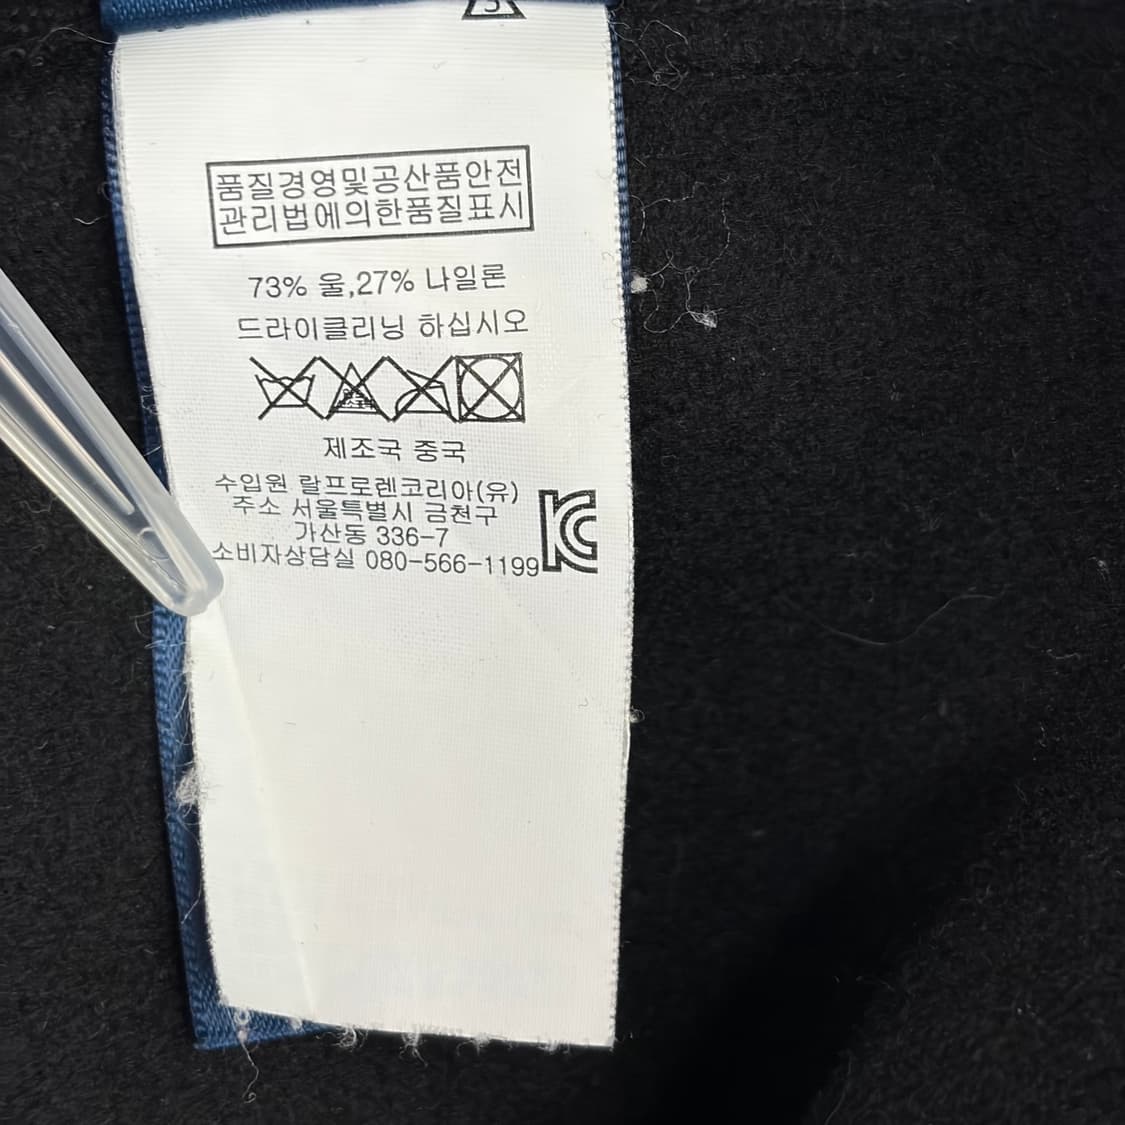 품질경영및공산품안전
관리법에의한품질표시
73% 울,27% 나일론
드라이클리닝 하십시오
제조국 중국
수입원 랄프로렌코리아(유)
주소 서울특별시 금천구
가산동 336-7
소비자상담실 080-566-1199